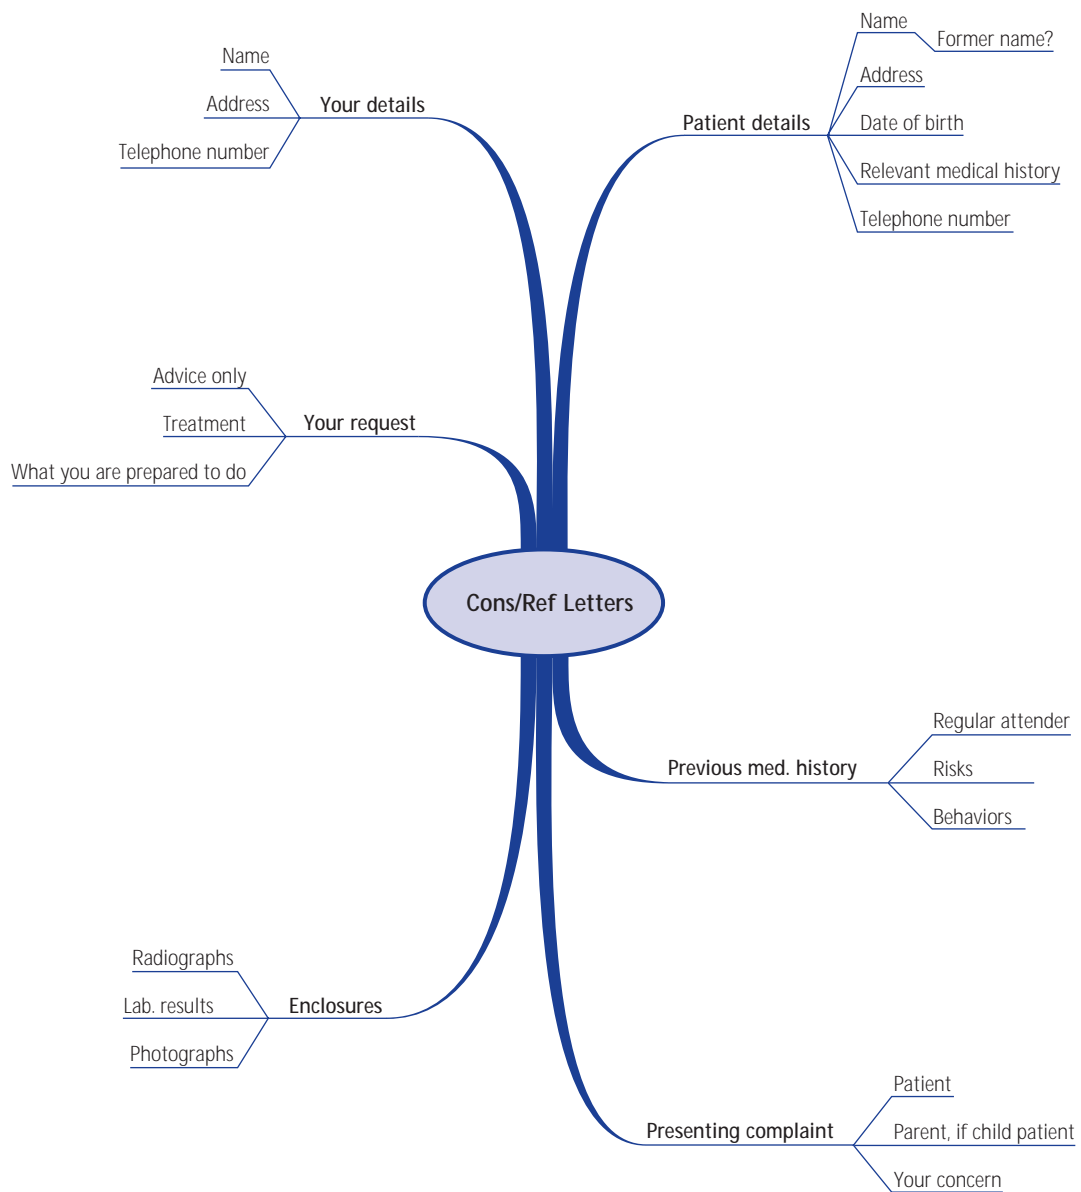 Name
Address
Telephone number
Your details
Name
Former name?
Address
Date of birth
Relevant medical history
Telephone number
Patient details
Advice only
Treatment
What you are prepared to do
Your request
Cons/Ref Letters
Previous med. history
Regular attender
Risks
Behaviors
Radiographs
Lab. results
Photographs
Enclosures
Presenting complaint
Patient
Parent, if child patient
Your concern